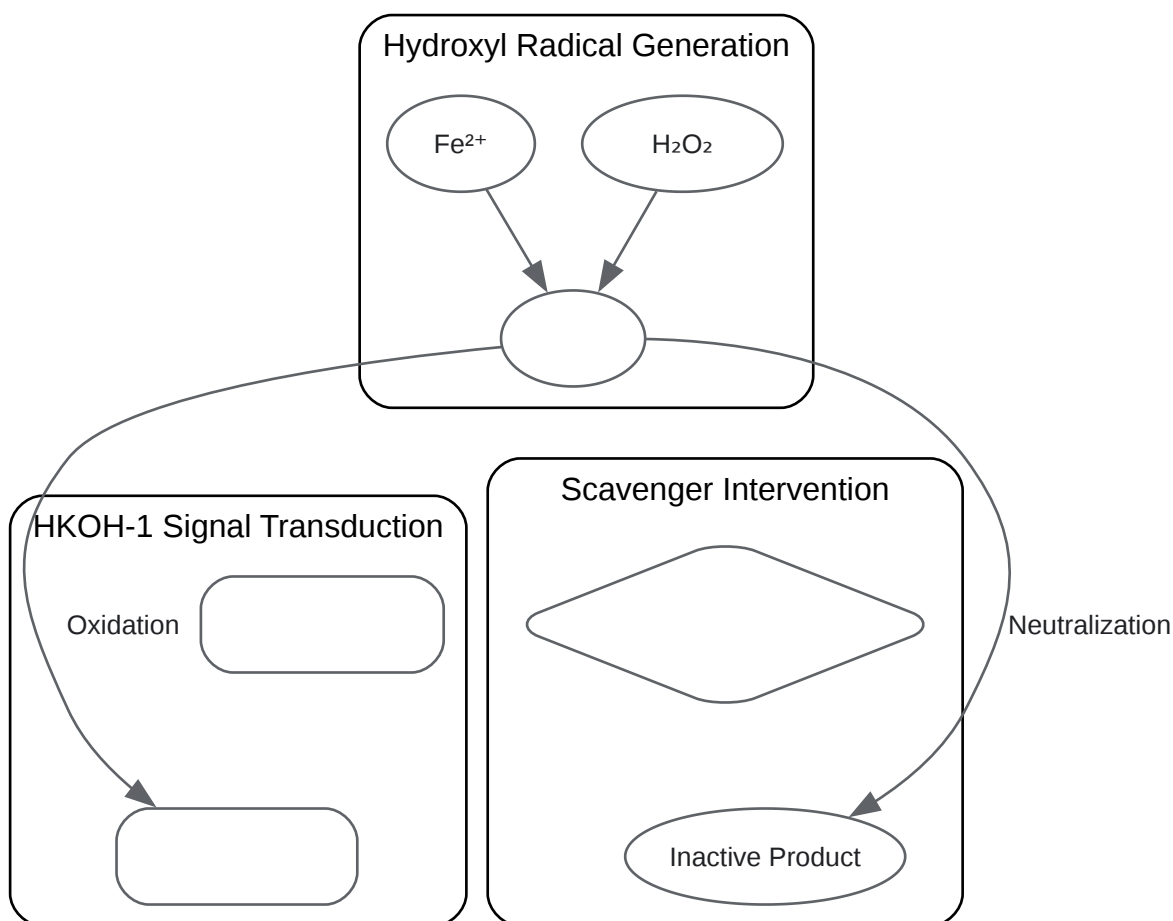 Hydroxyl Radical Generation
Fe²⁺
H₂O₂
Scavenger Intervention
HKOH-1 Signal Transduction
Oxidation
Neutralization
Inactive Product